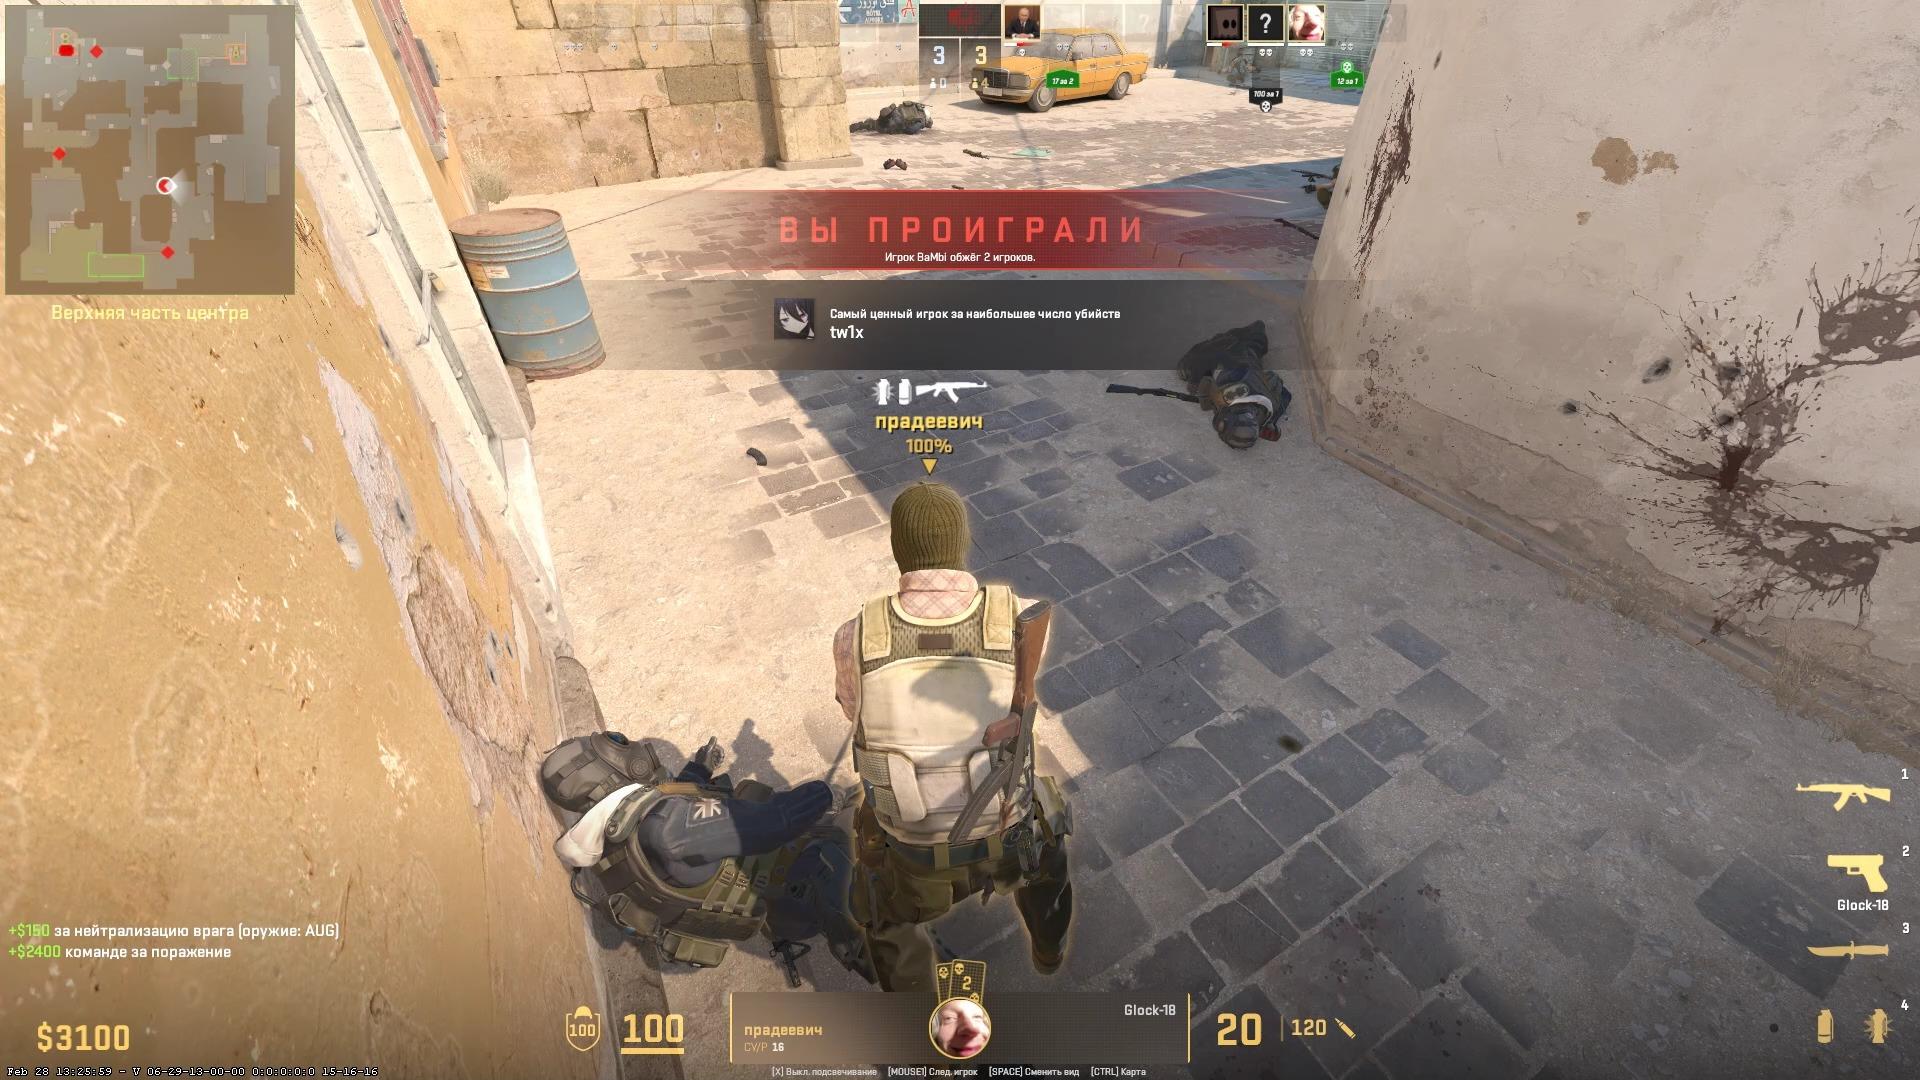 3
3
0
4
17 за 2
?
100 за 1
12 за 1
Верхняя часть центра
ВЫ ПРОИГРАЛИ
Игрок BaMbI обжёг 2 игроков.
Самый ценный игрок за наибольшее число убийств
tw1x
прадеевич
100%
1
2
Glock-18
3
4
+$150 за нейтрализацию врага (оружие: AUG)
+$2400 команде за поражение
$3100
100
100
2
прадеевич
СУ/Р 16
Glock-18
20
120
[X] Выкл. подсвечивание [MOUSE1] След. игрок [SPACE] Сменить вид [CTRL] Карта
Feb 28 13:25:59 - V 06-29-13-00-00 0:0:0:0:0 15-16-16